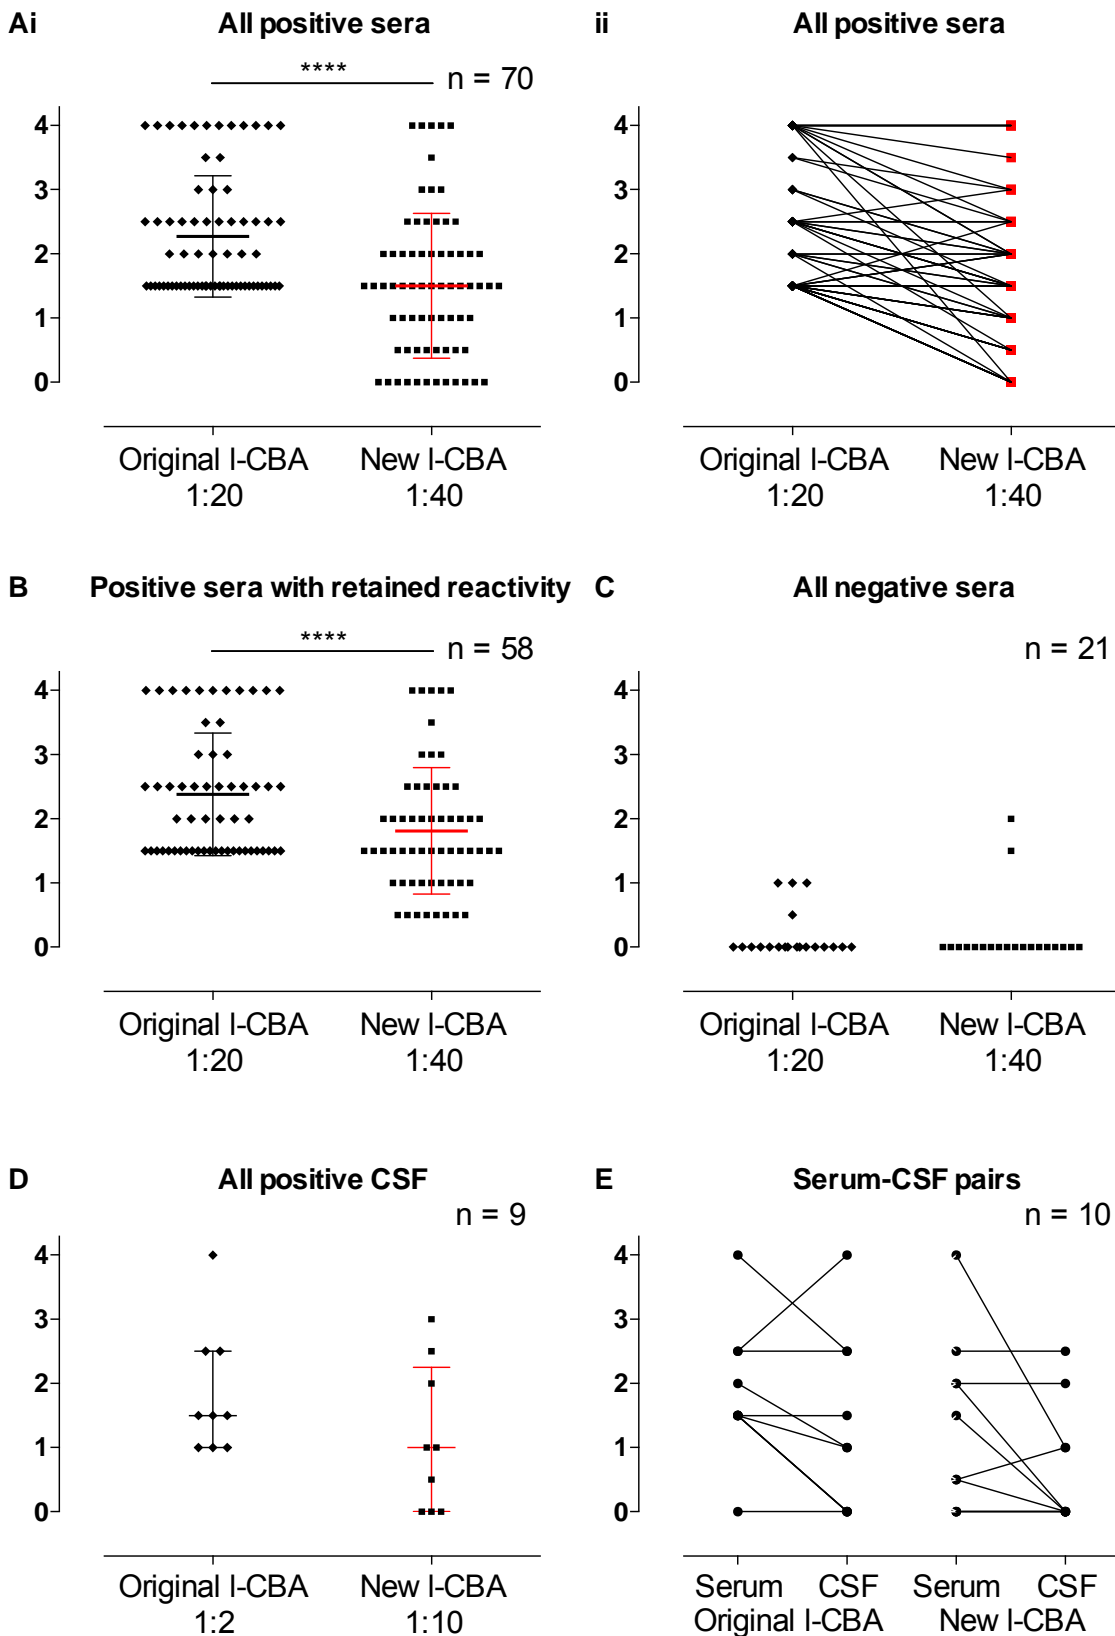 Ai All positive sera
**** n = 70
4
3
2
1
0
Original l-CBA New l-CBA
1:20 1:40
ii All positive sera
4
3
2
1
0
Original l-CBA New l-CBA
1:20 1:40
B Positive sera with retained reactivity
**** n = 58
4
3
2
1
0
Original l-CBA New l-CBA
1:20 1:40
C All negative sera
n = 21
4
3
2
1
0
Original l-CBA New l-CBA
1:20 1:40
D All positive CSF
n = 9
4
3
2
1
0
Original l-CBA New l-CBA
1:2 1:10
E Serum-CSF pairs
n = 10
4
3
2
1
0
Serum CSF Serum CSF
Original l-CBA New l-CBA